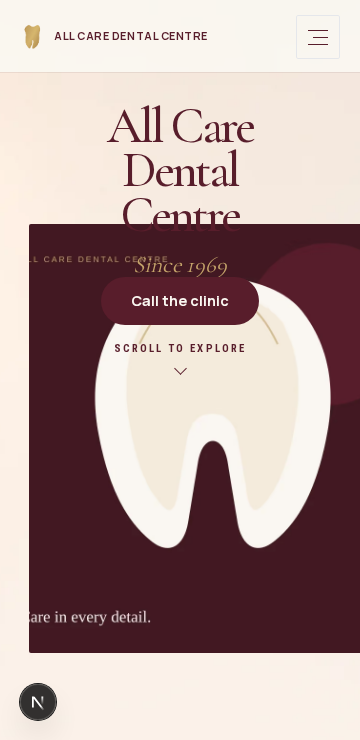 ALL CARE DENTAL CENTRE
All Care
Dental
Centre
LL CARE DENTAL CENTRE
Since 1969
Call the clinic
SCROLL TO EXPLORE
Care in every detail.
N